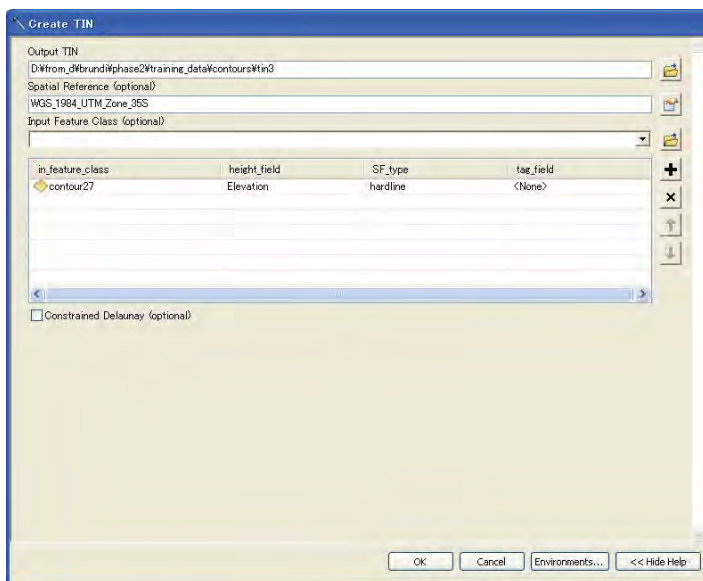 Create TIN
Output TIN
D:¥from_d¥brundi¥phase2¥training_data¥contours¥tin3
Spatial Reference (optional)
WGS_1984_UTM_Zone_35S
Input Feature Class (optional)
in_feature_class height_field SF_type tag_field
contour27 Elevation hardline <None>
Constrained Delaunay (optional)
OK Cancel Environments... << Hide Help